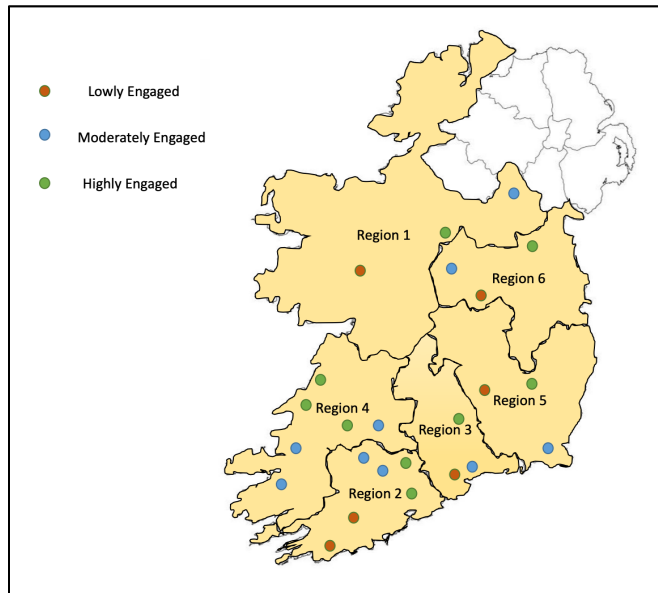 Lowly Engaged
Moderately Engaged
Highly Engaged
Region 1
Region 6
Region 5
Region 4
Region 3
Region 2